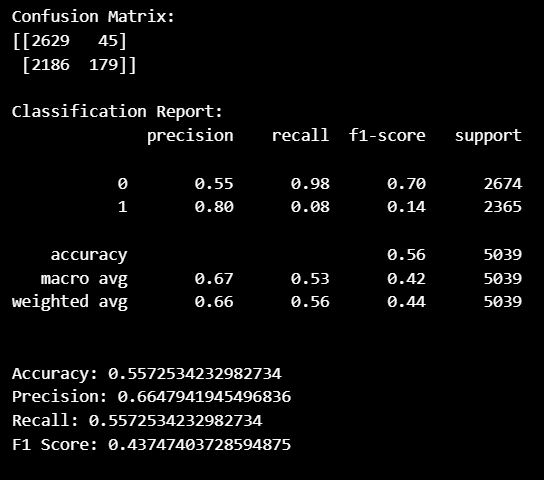 Confusion Matrix:
[[2629   45]
 [2186  179]]
Classification Report:
              precision    recall  f1-score   support
           0       0.55      0.98      0.70      2674
           1       0.80      0.08      0.14      2365
    accuracy                           0.56      5039
   macro avg       0.67      0.53      0.42      5039
weighted avg       0.66      0.56      0.44      5039
Accuracy: 0.5572534232982734
Precision: 0.6647941945496836
Recall: 0.5572534232982734
F1 Score: 0.43747403728594875